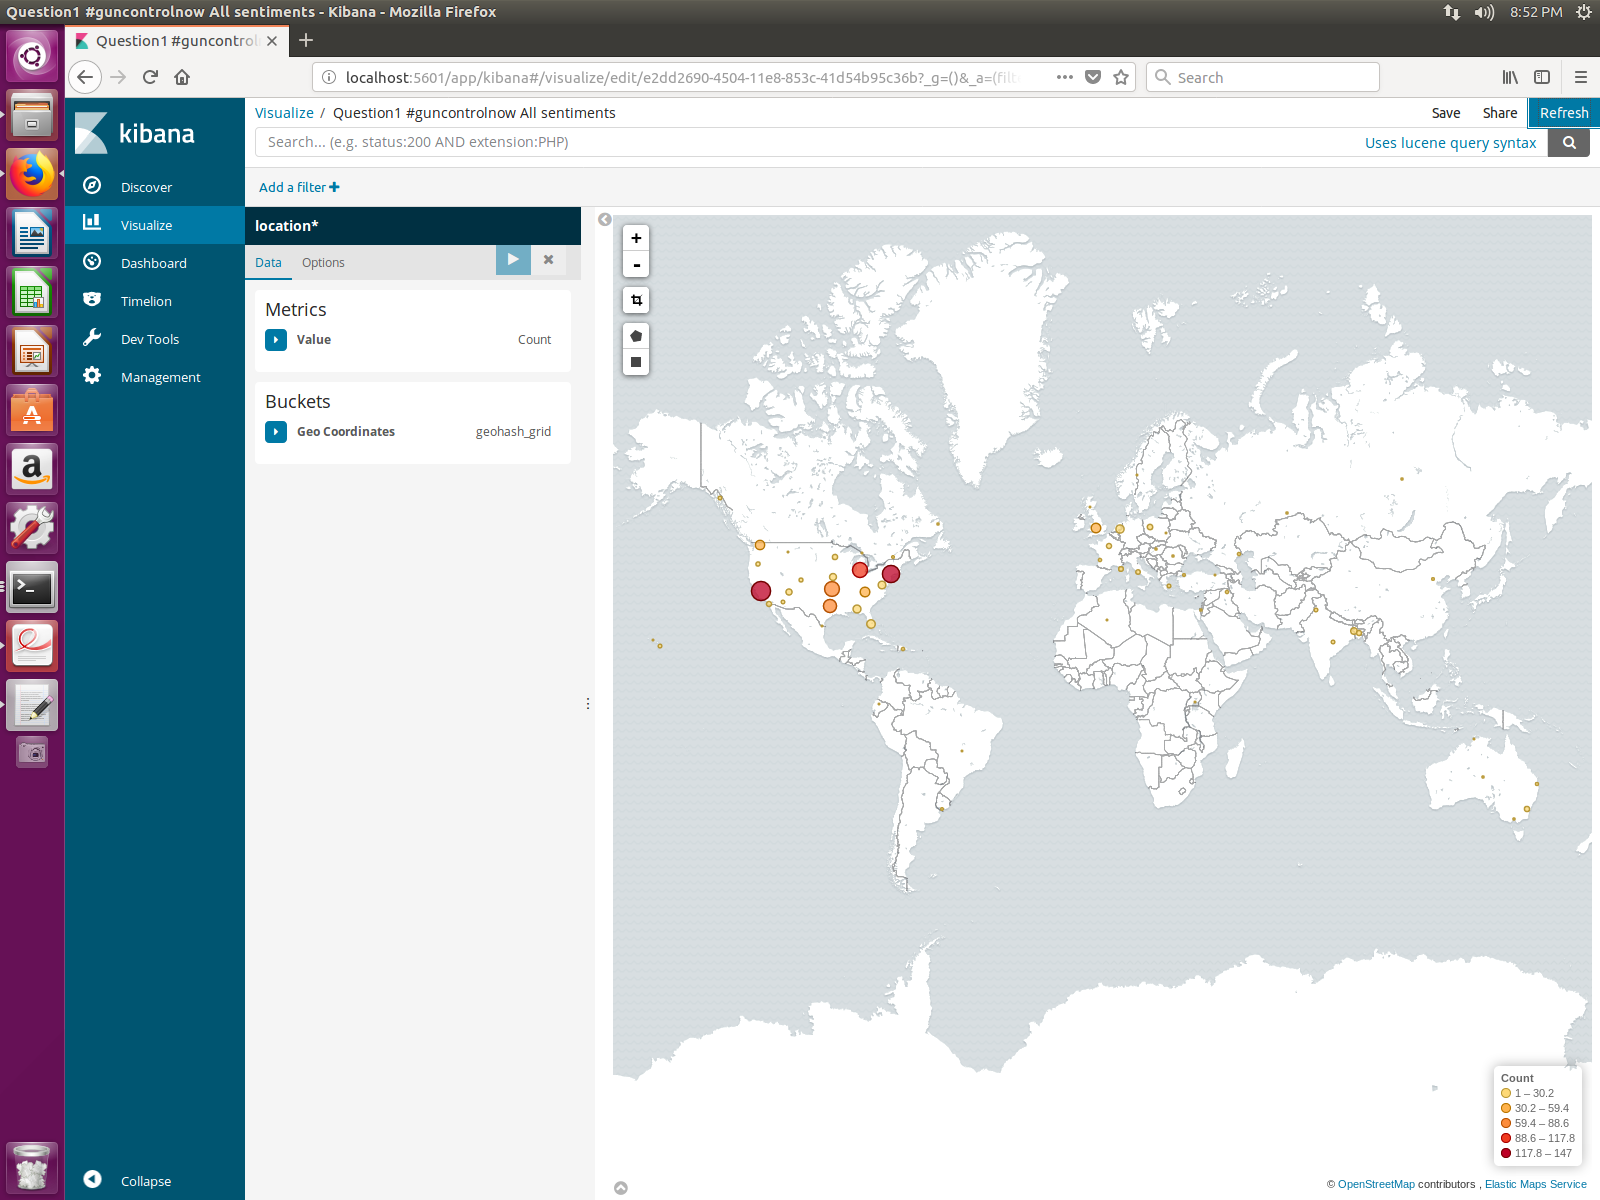 Question1 #guncontrolnow All sentiments - Kibana - Mozilla Firefox
8:52 PM
Question1 #guncontrol
localhost:5601/app/kibana#/visualize/edit/e2dd2690-4504-11e8-853c-41d54b95c36b?_g=()&_a=(filt
Search
kibana
Discover
Visualize
Dashboard
Timelion
Dev Tools
Management
Collapse
Visualize / Question1 #guncontrolnow All sentiments
Save Share Refresh
Search... (e.g. status:200 AND extension:PHP)
Uses lucene query syntax
Add a filter +
location*
Data Options
Metrics
Value Count
Buckets
Geo Coordinates geohash_grid
+
-
Count
1 – 30.2
30.2 – 59.4
59.4 – 88.6
88.6 – 117.8
117.8 – 147
© OpenStreetMap contributors , Elastic Maps Service